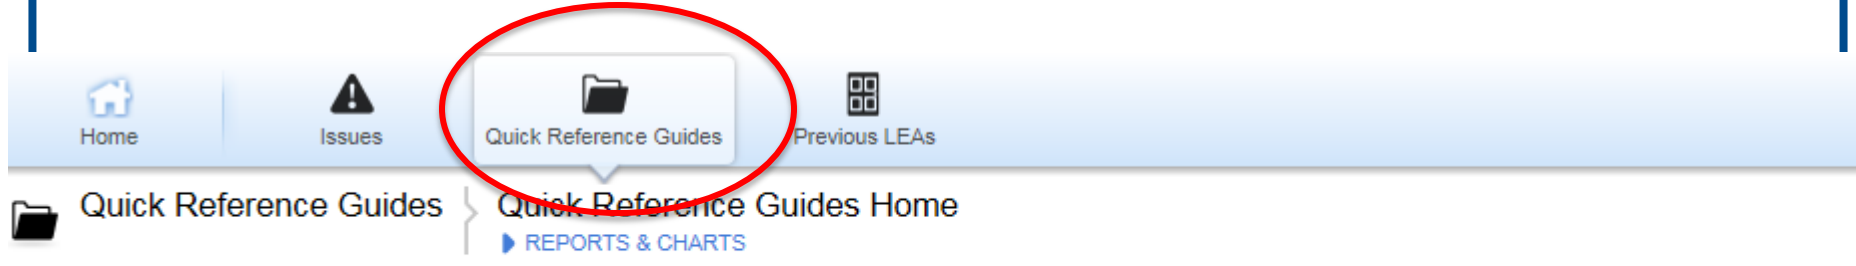 Home
Issues
Quick Reference Guides
Previous LEAs
Quick Reference Guides
Quick Reference Guides Home
REPORTS & CHARTS